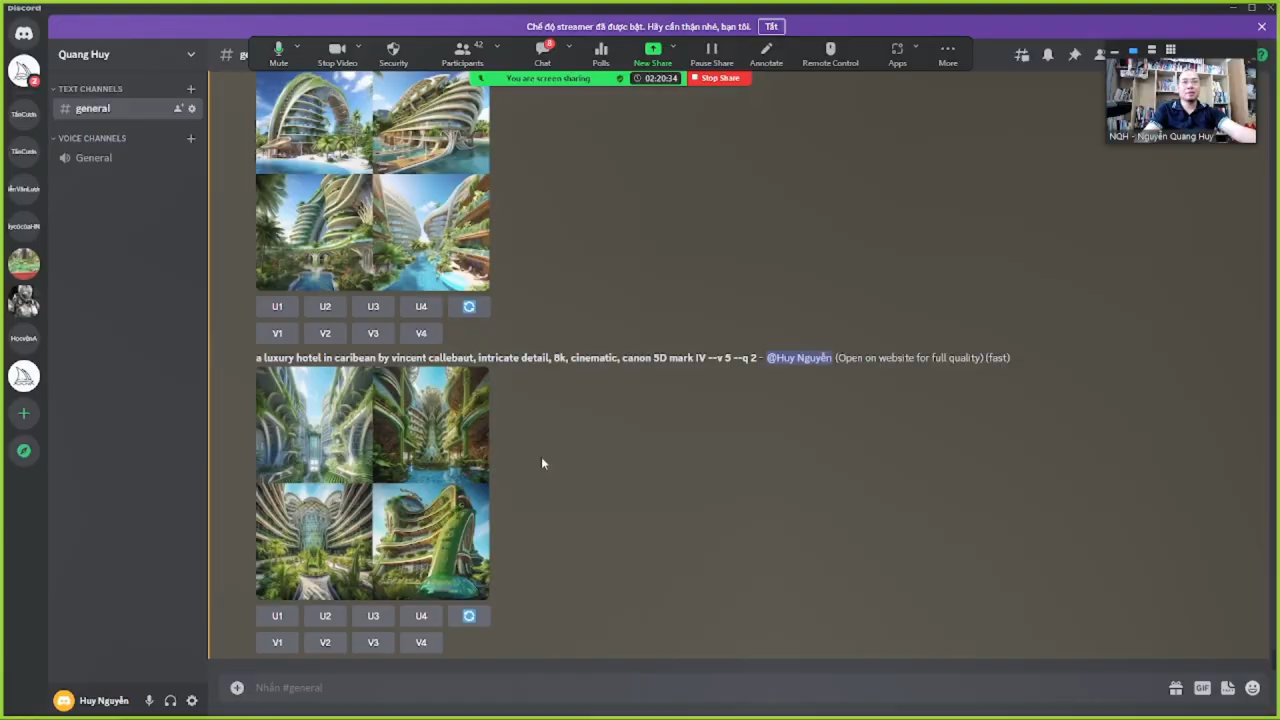 Discord
Chế độ streamer đã được bật. Hãy cẩn thận nhé, bạn tôi.
Tắt
Quang Huy
Mute
Stop Video
Security
42
Participants
8
Chat
Polls
New Share
Pause Share
Annotate
Remote Control
Apps
More
You are screen sharing
02:20:34
Stop Share
NQH - Nguyễn Quang Huy
TEXT CHANNELS
general
VOICE CHANNELS
General
2
U1 U2 U3 U4
V1 V2 V3 V4
a luxury hotel in caribean by vincent callebaut, intricate detail, 8k, cinematic, canon 5D mark IV --v 5 --q 2 - @Huy Nguyễn (Open on website for full quality) (fast)
U1 U2 U3 U4
V1 V2 V3 V4
Huy Nguyễn
Nhắn #general
GIF